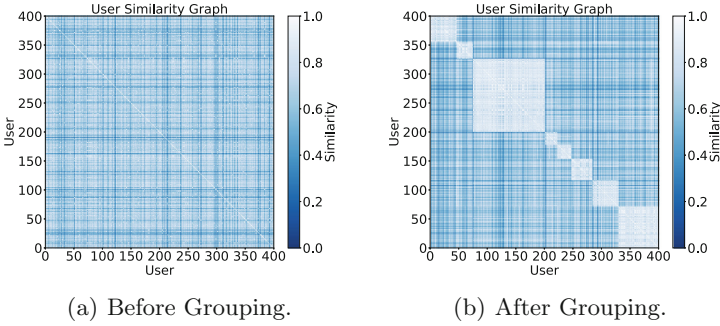 User Similarity Graph
400
350
300
250
200
150
100
50
0
User
0 50 100 150 200 250 300 350 400
User
1.0
0.8
0.6
0.4
0.2
0.0
Similarity
(a) Before Grouping.
User Similarity Graph
400
350
300
250
200
150
100
50
0
User
0 50 100 150 200 250 300 350 400
User
1.0
0.8
0.6
0.4
0.2
0.0
Similarity
(b) After Grouping.